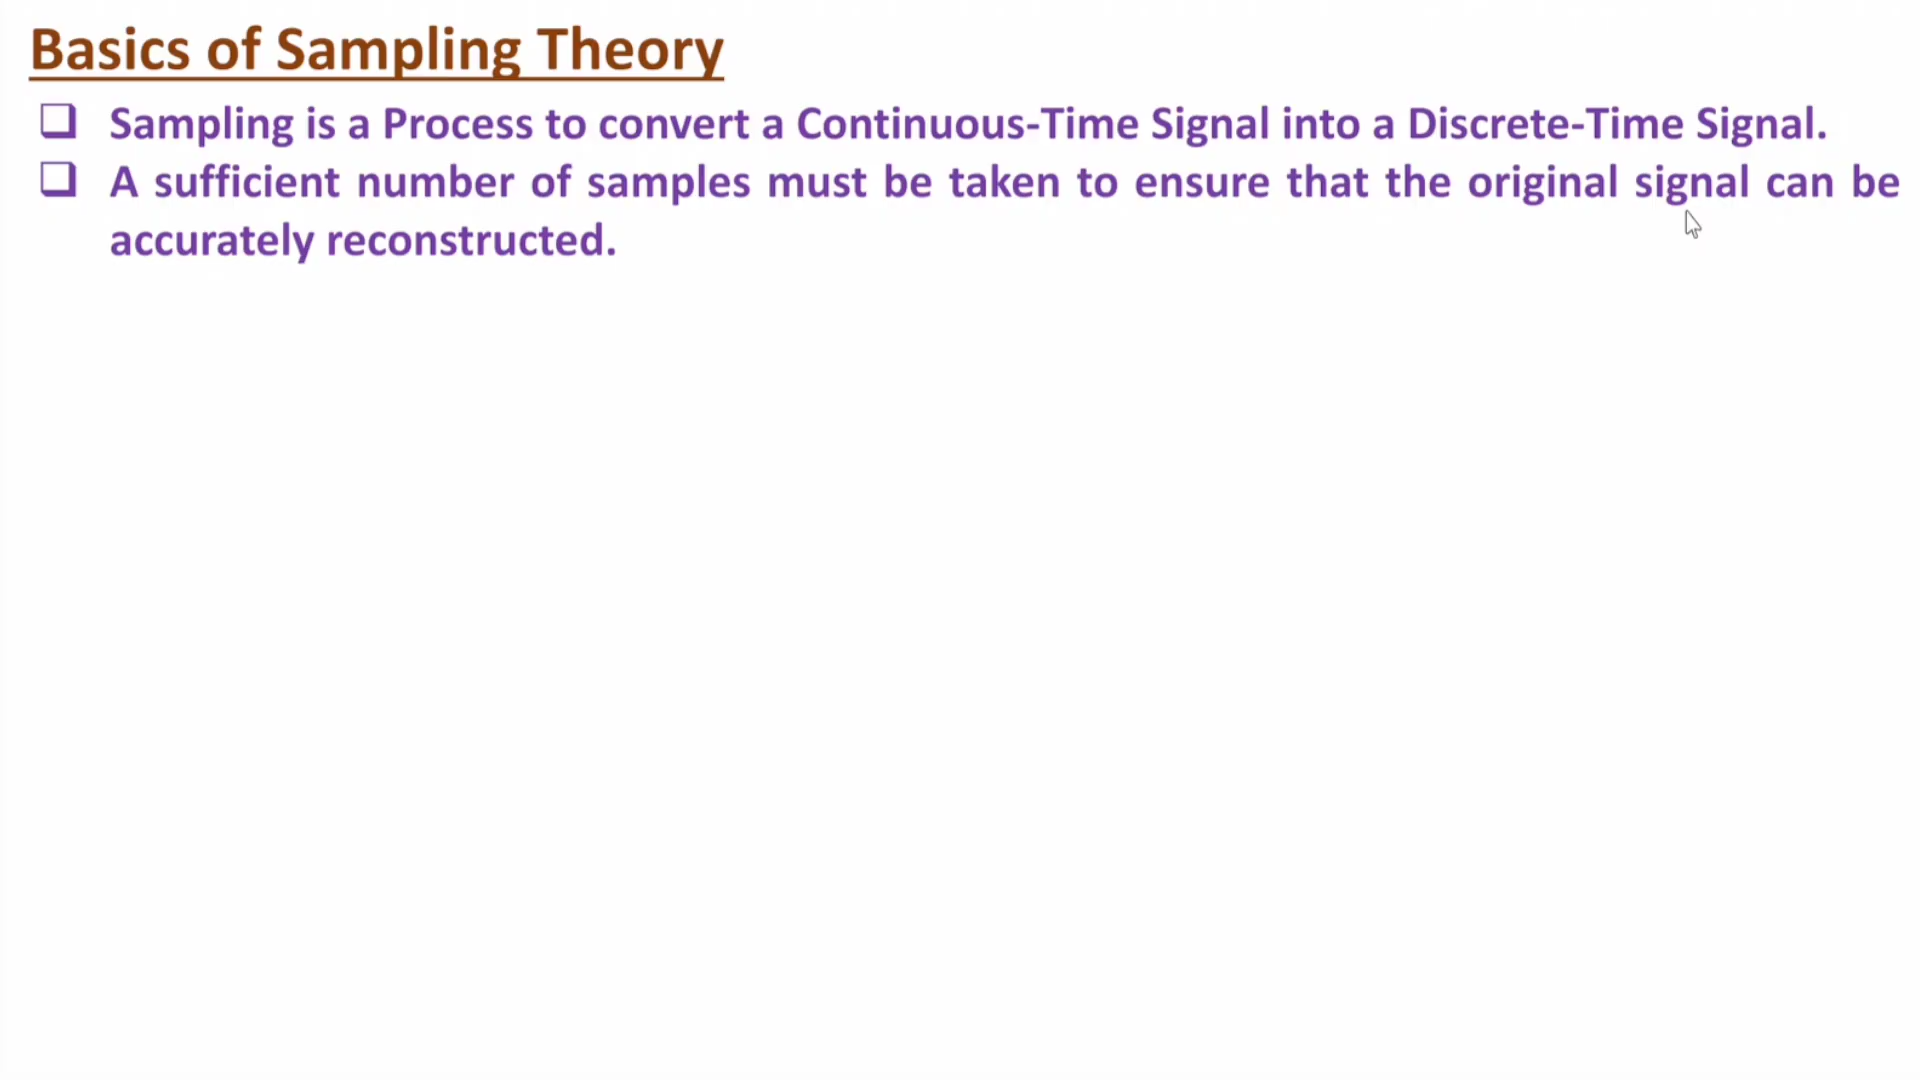 Basics of Sampling Theory
❑ Sampling is a Process to convert a Continuous-Time Signal into a Discrete-Time Signal.
❑ A sufficient number of samples must be taken to ensure that the original signal can be
accurately reconstructed.